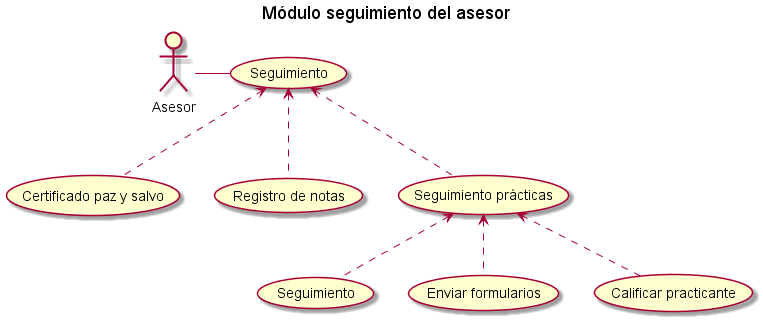 Módulo seguimiento del asesor
Seguimiento
Asesor
Certificado paz y salvo
Registro de notas
Seguimiento prácticas
Seguimiento
Enviar formularios
Calificar practicante